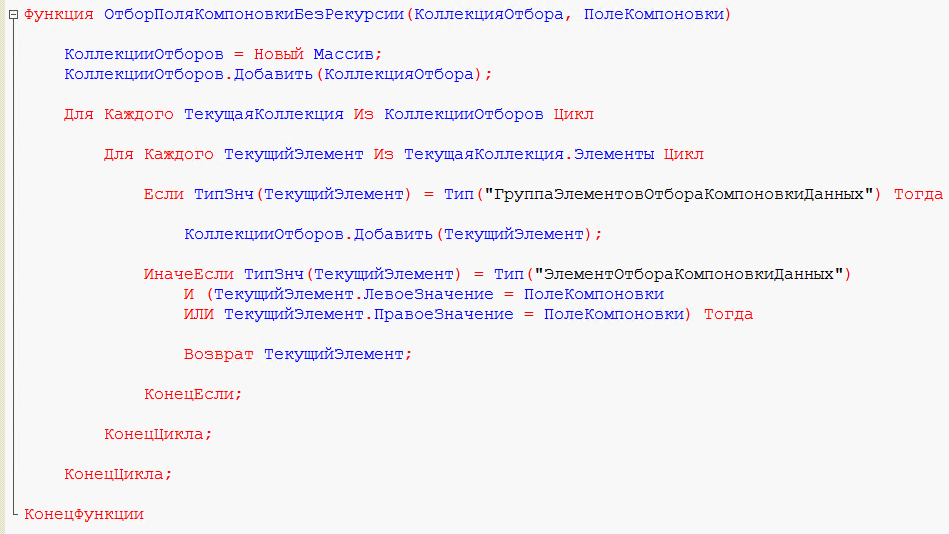 Функция ОтборПоляКомпоновкиБезРекурсии(КоллекцияОтбора, ПолеКомпоновки)
КоллекцииОтборов = Новый Массив;
КоллекцииОтборов.Добавить(КоллекцияОтбора);
Для Каждого ТекущаяКоллекция Из КоллекцииОтборов Цикл
Для Каждого ТекущийЭлемент Из ТекущаяКоллекция.Элементы Цикл
Если ТипЗнч(ТекущийЭлемент) = Тип("ГруппаЭлементовОтбораКомпоновкиДанных") Тогда
КоллекцииОтборов.Добавить(ТекущийЭлемент);
ИначеЕсли ТипЗнч(ТекущийЭлемент) = Тип("ЭлементОтбораКомпоновкиДанных")
И (ТекущийЭлемент.ЛевоеЗначение = ПолеКомпоновки
ИЛИ ТекущийЭлемент.ПравоеЗначение = ПолеКомпоновки) Тогда
Возврат ТекущийЭлемент;
КонецЕсли;
КонецЦикла;
КонецЦикла;
КонецФункции